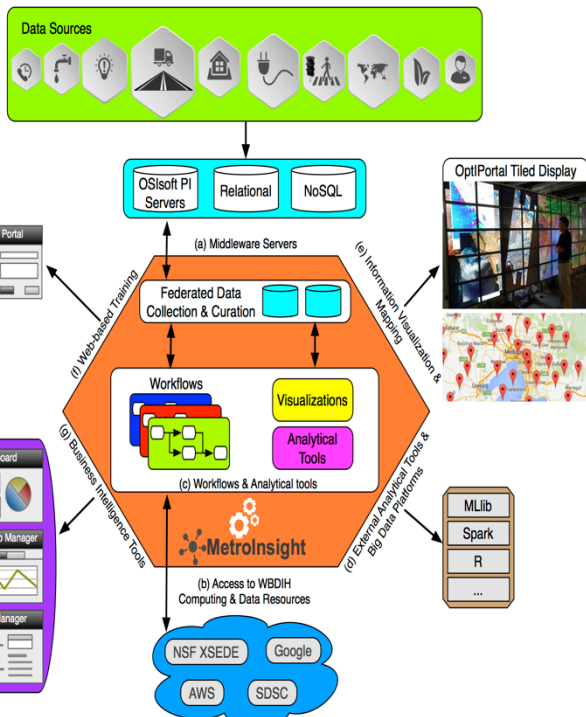 Data Sources
OSIsoft PI
Servers
Relational
NoSQL
(a) Middleware Servers
OptIPortal Tiled Display
Portal
(f) Web-based Training
(e) Information Visualization &
Mapping
Federated Data
Collection & Curation
Workflows
Visualizations
Analytical
Tools
(c) Workflows & Analytical tools
(g) Business Intelligence Tools
(d) External Analytical Tools &
Big Data Platforms
MetroInsight
oard
o Manager
anager
MLlib
Spark
R
...
(b) Access to WBDIH
Computing & Data Resources
NSF XSEDE
Google
AWS
SDSC